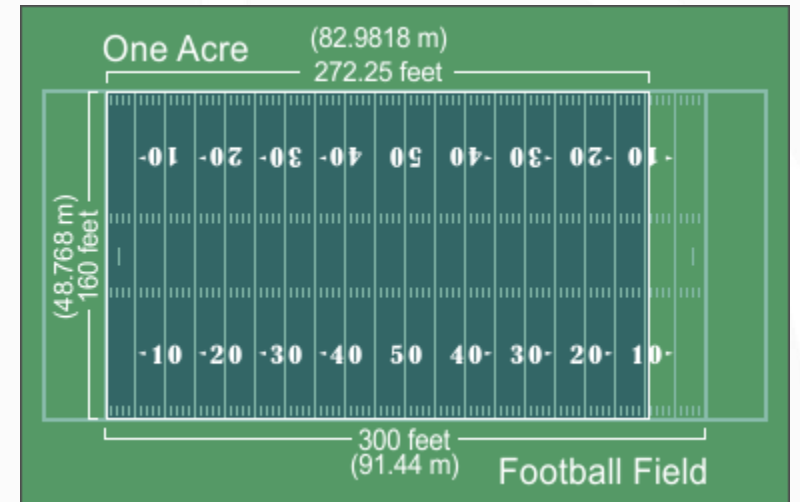 One Acre
(82.9818 m)
272.25 feet
-10 -20 -30 -40 50 40- 30- 20- 10-
(48.768 m)
160 feet
-10 -20 -30 -40 50 40- 30- 20- 10-
300 feet
(91.44 m)
Football Field